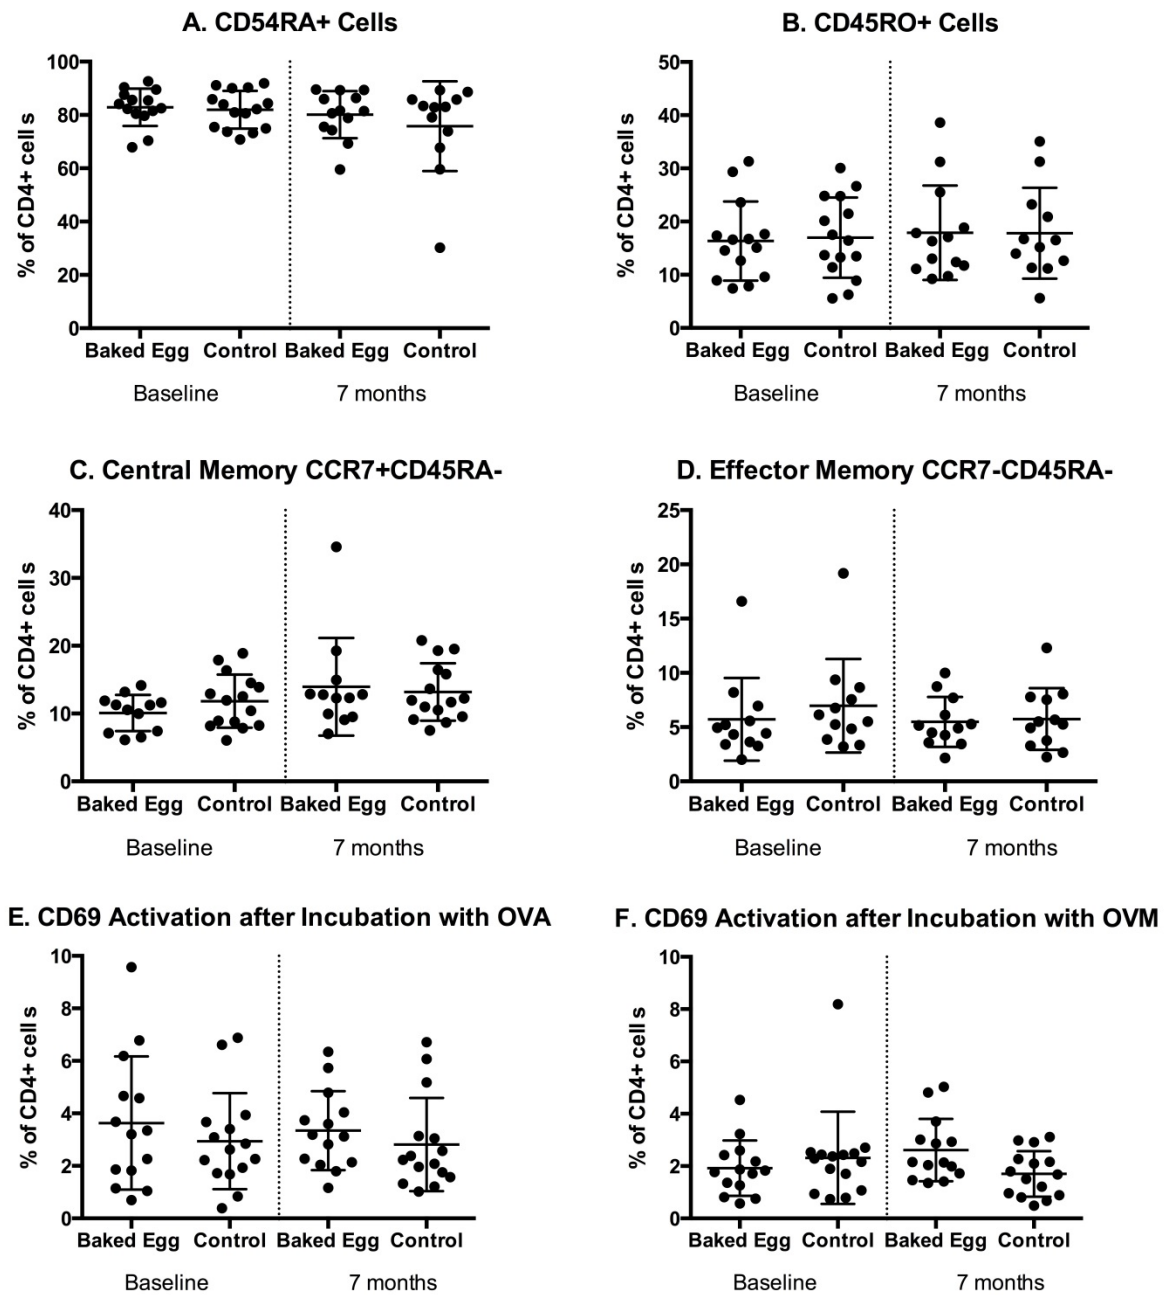 A. CD54RA+ Cells
B. CD45RO+ Cells
% of CD4+ cell s
100
80
60
40
20
0
Baked Egg Control Baked Egg Control
Baseline 7 months
% of CD4+ cell s
50
40
30
20
10
0
Baked Egg Control Baked Egg Control
Baseline 7 months
C. Central Memory CCR7+CD45RA-
D. Effector Memory CCR7-CD45RA-
% of CD4+ cell s
40
30
20
10
0
Baked Egg Control Baked Egg Control
Baseline 7 months
% of CD4+ cell s
25
20
15
10
5
0
Baked Egg Control Baked Egg Control
Baseline 7 months
E. CD69 Activation after Incubation with OVA
F. CD69 Activation after Incubation with OVM
% of CD4+ cell s
10
8
6
4
2
0
Baked Egg Control Baked Egg Control
Baseline 7 months
% of CD4+ cell s
10
8
6
4
2
0
Baked Egg Control Baked Egg Control
Baseline 7 months